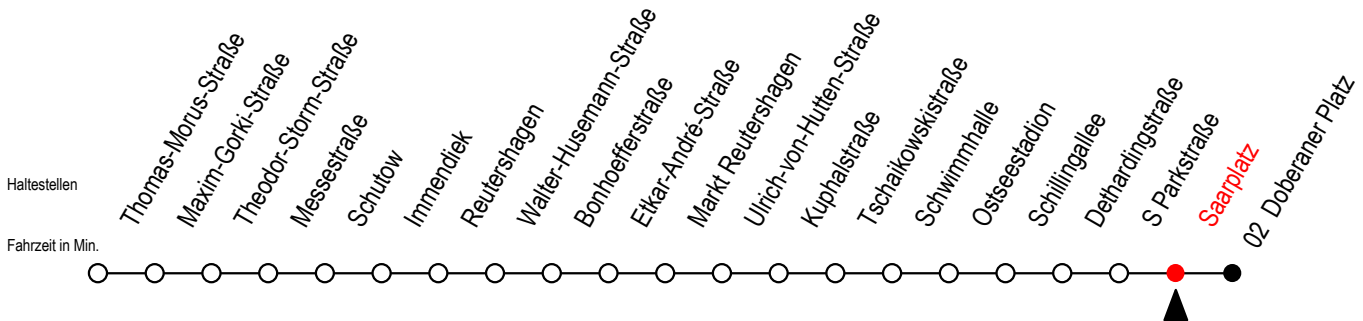 Haltestellen
Fahrzeit in Min.
Thomas-Morus-Straße
Maxim-Gorki-Straße
Theodor-Storm-Straße
Messestraße
Schutow
Immendiek
Reutershagen
Walter-Husemann-Straße
Bonhoefferstraße
Etkar-André-Straße
Markt Reutershagen
Ulrich-von-Hutten-Straße
Kuphalstraße
Tschaikowskistraße
Schwimmhalle
Ostseestadion
Schillingallee
Dethardingstraße
S Parkstraße
Saarplatz
02 Doberaner Platz